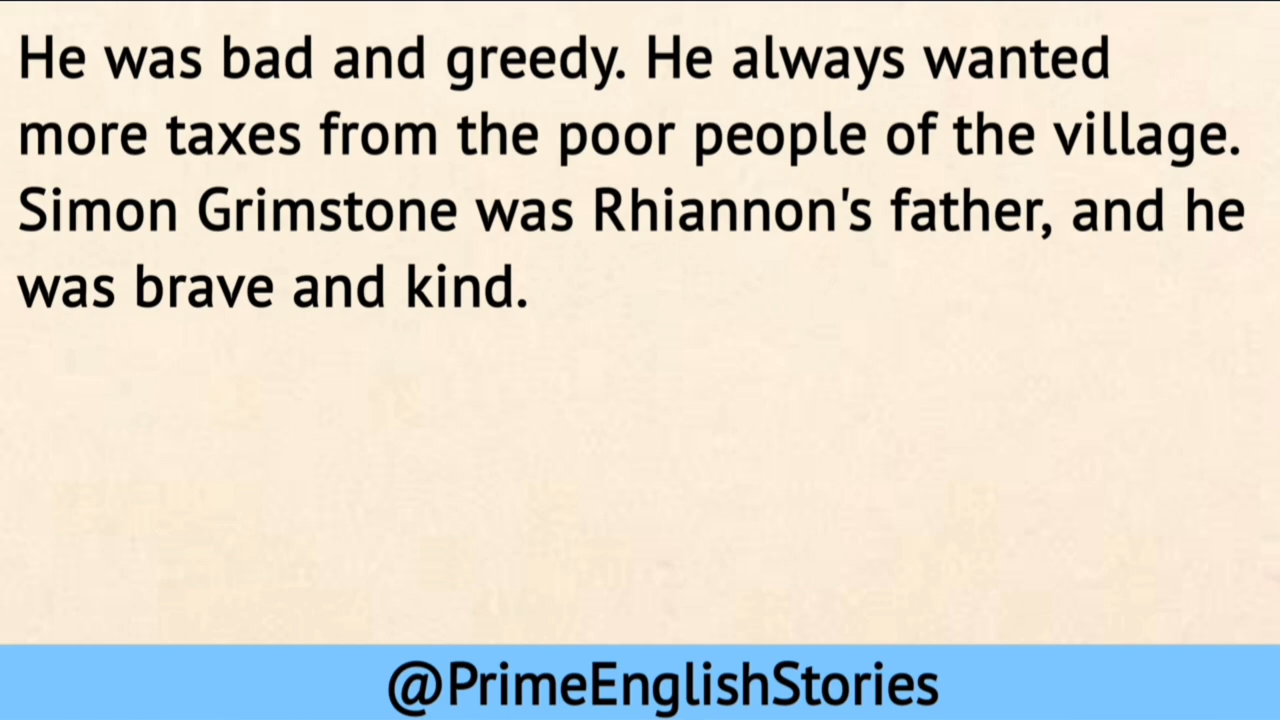 He was bad and greedy. He always wanted
more taxes from the poor people of the village.
Simon Grimstone was Rhiannon's father, and he
was brave and kind.
@PrimeEnglishStories